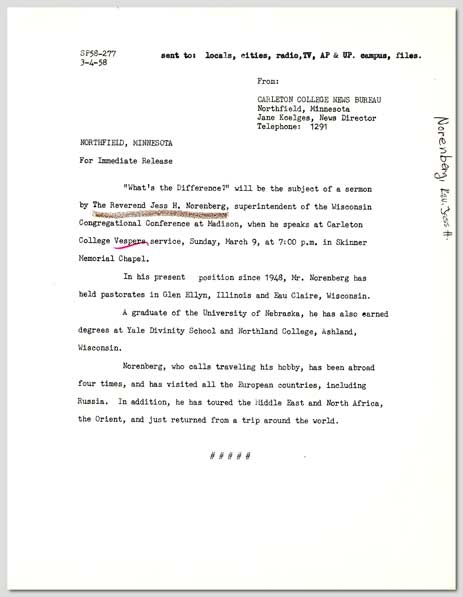 SP58-277
sent to: locals, cities, radio,TV, AP & UP. campus, files.
3-4-58
From:
CARLETON COLLEGE NEWS BUREAU
Northfield, Minnesota
Jane Koelges, News Director
Telephone: 1291
NORTHFIELD, MINNESOTA
For Immediate Release
"What's the Difference?" will be the subject of a sermon
by The Reverend Jess H. Norenberg, superintendent of the Wisconsin
Congregational Conference at Madison, when he speaks at Carleton
College Vespers service, Sunday, March 9, at 7:00 p.m. in Skinner
Memorial Chapel.
In his present position since 1948, Mr. Norenberg has
held pastorates in Glen Ellyn, Illinois and Eau Claire, Wisconsin.
A graduate of the University of Nebraska, he has also earned
degrees at Yale Divinity School and Northland College, Ashland,
Wisconsin.
Norenberg, who calls traveling his hobby, has been abroad
four times, and has visited all the European countries, including
Russia. In addition, he has toured the Middle East and North Africa,
the Orient, and just returned from a trip around the world.
# # # # #
Norenberg, Rev. Jess H.